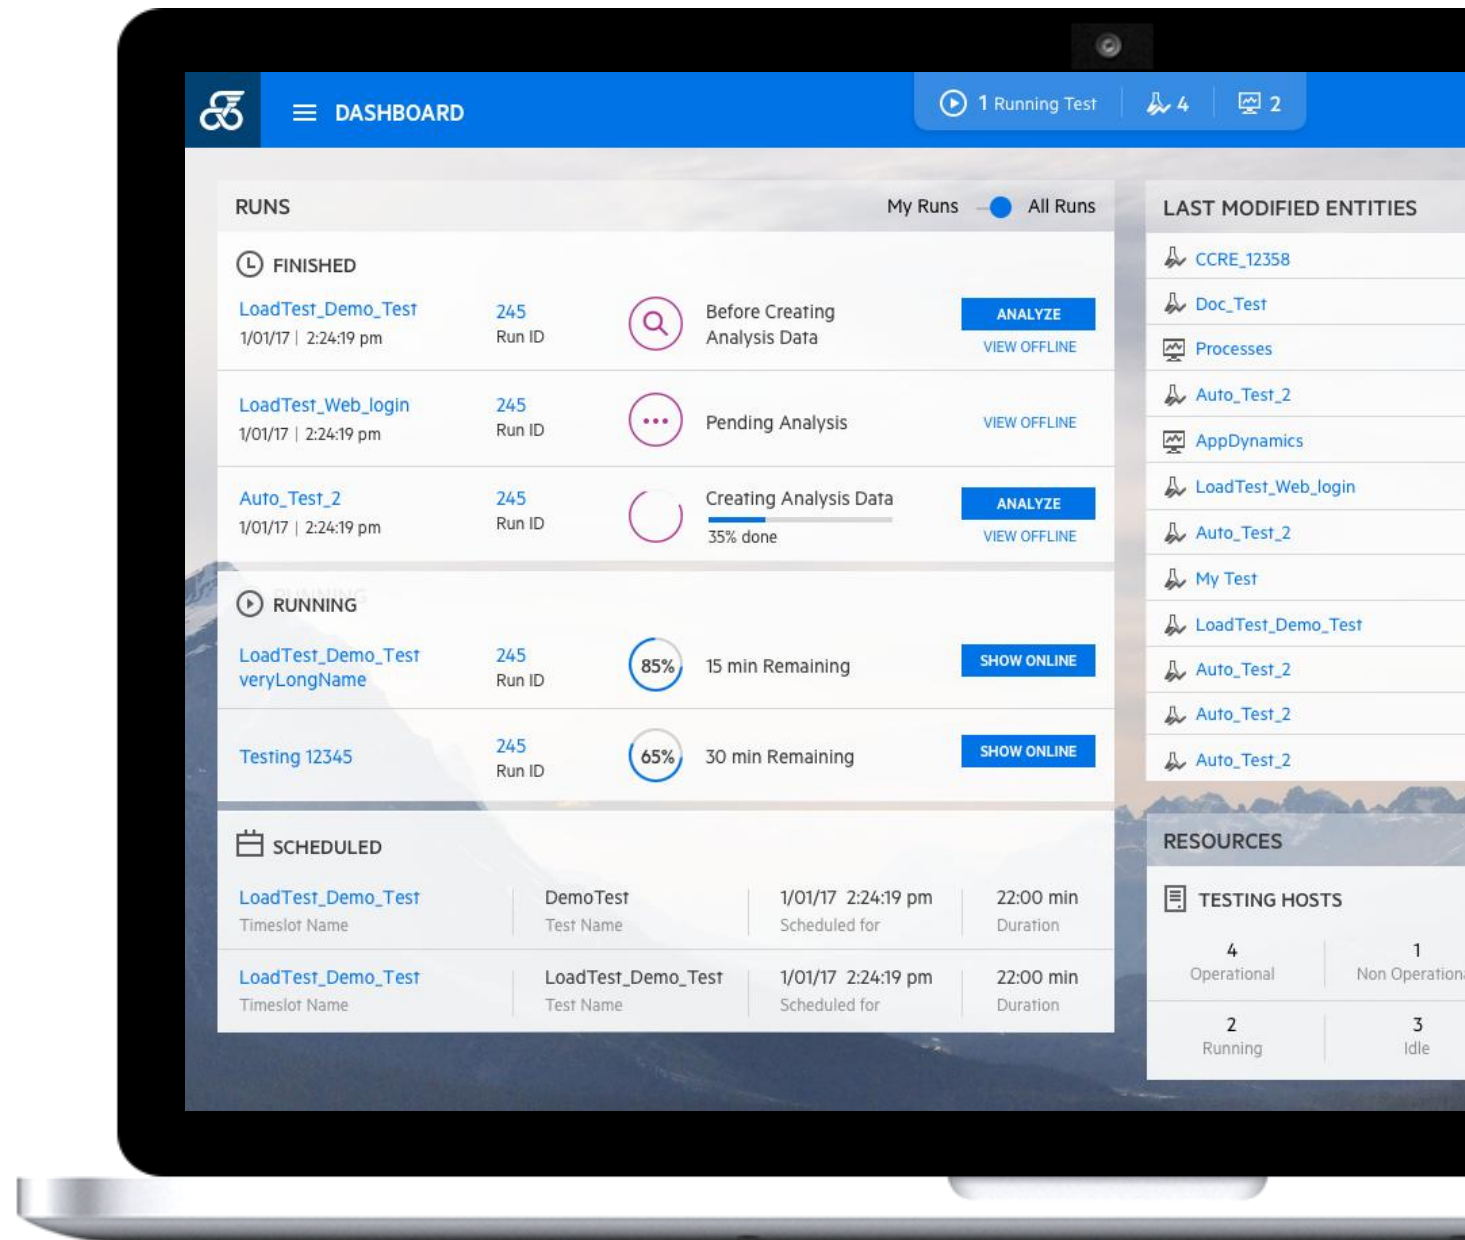 DASHBOARD
1 Running Test
4
2
RUNS
My Runs
All Runs
FINISHED
LoadTest_Demo_Test
1/01/17 | 2:24:19 pm
245
Run ID
Before Creating
Analysis Data
ANALYZE
VIEW OFFLINE
LoadTest_Web_login
1/01/17 | 2:24:19 pm
245
Run ID
Pending Analysis
VIEW OFFLINE
Auto_Test_2
1/01/17 | 2:24:19 pm
245
Run ID
Creating Analysis Data
35% done
ANALYZE
VIEW OFFLINE
RUNNING
LoadTest_Demo_Test
veryLongName
245
Run ID
85%
15 min Remaining
SHOW ONLINE
Testing 12345
245
Run ID
65%
30 min Remaining
SHOW ONLINE
SCHEDULED
LoadTest_Demo_Test
Timeslot Name
DemoTest
Test Name
1/01/17 2:24:19 pm
Scheduled for
22:00 min
Duration
LoadTest_Demo_Test
Timeslot Name
LoadTest_Demo_Test
Test Name
1/01/17 2:24:19 pm
Scheduled for
22:00 min
Duration
LAST MODIFIED ENTITIES
CCRE_12358
Doc_Test
Processes
Auto_Test_2
AppDynamics
LoadTest_Web_login
Auto_Test_2
My Test
LoadTest_Demo_Test
Auto_Test_2
Auto_Test_2
Auto_Test_2
RESOURCES
TESTING HOSTS
4
Operational
1
Non Operation
2
Running
3
Idle